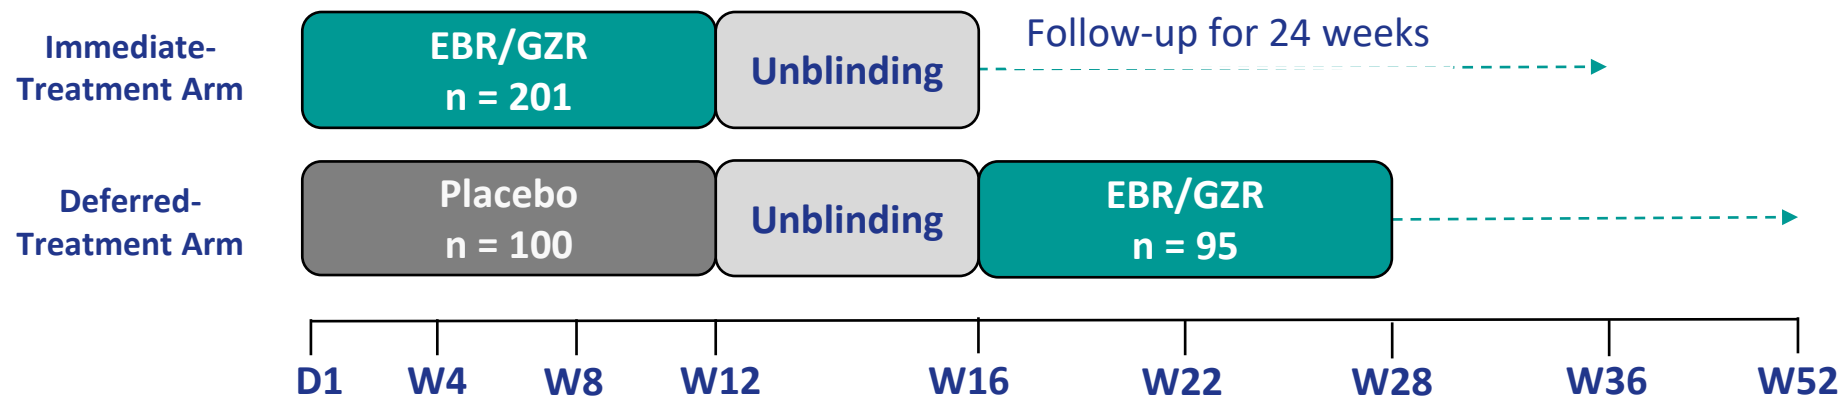 Immediate-
Treatment Arm
EBR/GZR
n = 201
Unblinding
Follow-up for 24 weeks
Deferred-
Treatment Arm
Placebo
n = 100
Unblinding
EBR/GZR
n = 95
D1 W4 W8 W12 W16 W22 W28 W36 W52